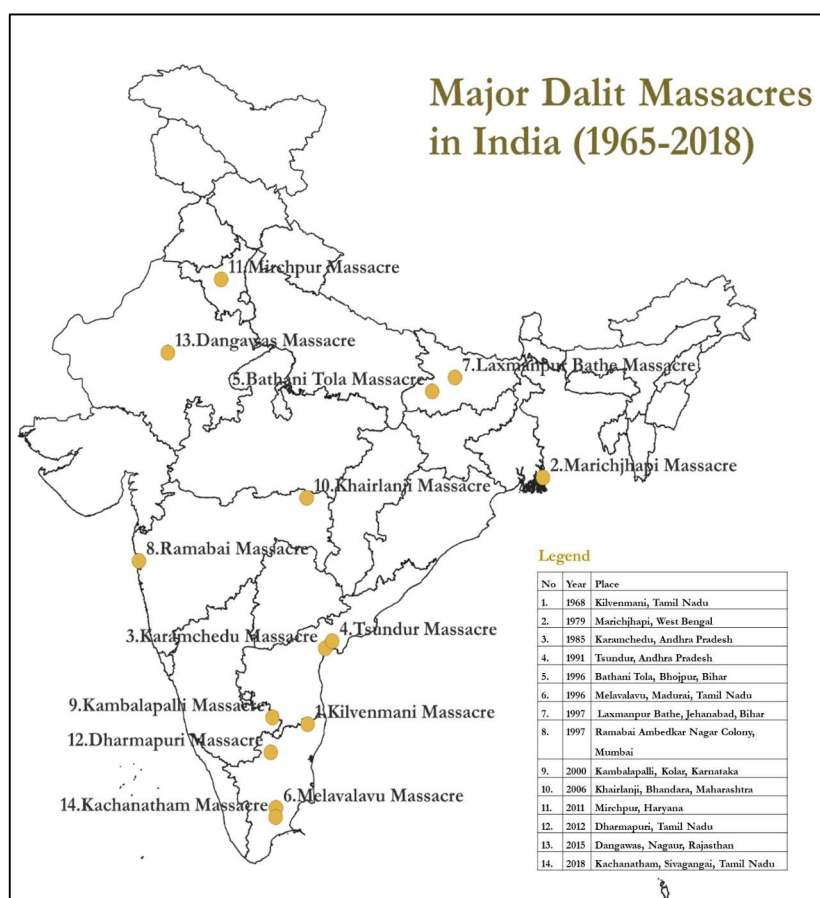 Major Dalit Massacres
in India (1965-2018)
11.Mirchpur Massacre
13.Dangawas Massacre
7.Laxmanpur Bathe Massacre
5.Bathani Tola Massacre
2.Marichjhapi Massacre
10.Khairlanji Massacre
8.Ramabai Massacre
4.Tsundur Massacre
3.Karamchedu Massacre
9.Kambalapalli Massacre
1.Kilvenmani Massacre
12.Dharmapuri Massacre
6.Melavalavu Massacre
14.Kachanatham Massacre
Legend
No Year Place
1. 1968 Kilvenmani, Tamil Nadu
2. 1979 Marichjhapi, West Bengal
3. 1985 Karamchedu, Andhra Pradesh
4. 1991 Tsundur, Andhra Pradesh
5. 1996 Bathani Tola, Bhojpur, Bihar
6. 1996 Melavalavu, Madurai, Tamil Nadu
7. 1997 Laxmanpur Bathe, Jehanabad, Bihar
8. 1997 Ramabai Ambedkar Nagar Colony,
Mumbai
9. 2000 Kambalapalli, Kolar, Karnataka
10. 2006 Khairlanji, Bhandara, Maharashtra
11. 2011 Mirchpur, Haryana
12. 2012 Dharmapuri, Tamil Nadu
13. 2015 Dangawas, Nagaur, Rajasthan
14. 2018 Kachanatham, Sivagangai, Tamil Nadu